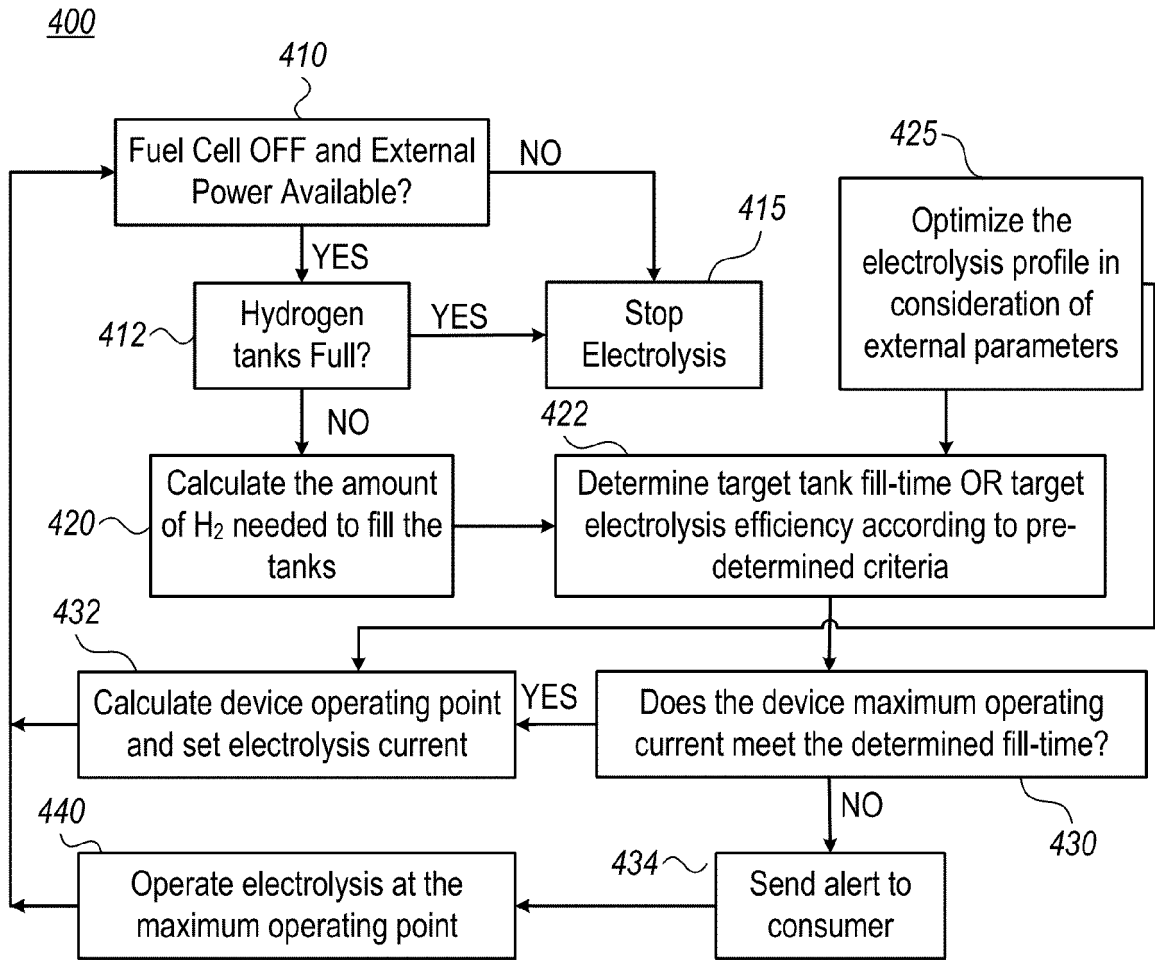 400
410
Fuel Cell OFF and External
Power Available?
NO
YES
425
Optimize the
electrolysis profile in
consideration of
external parameters
415
412
Hydrogen
tanks Full?
YES
Stop
Electrolysis
NO
422
420
Calculate the amount
of H₂ needed to fill the
tanks
Determine target tank fill-time OR target
electrolysis efficiency according to pre-
determined criteria
432
Calculate device operating point
and set electrolysis current
YES
Does the device maximum operating
current meet the determined fill-time?
NO
430
440
Operate electrolysis at the
maximum operating point
434
Send alert to
consumer